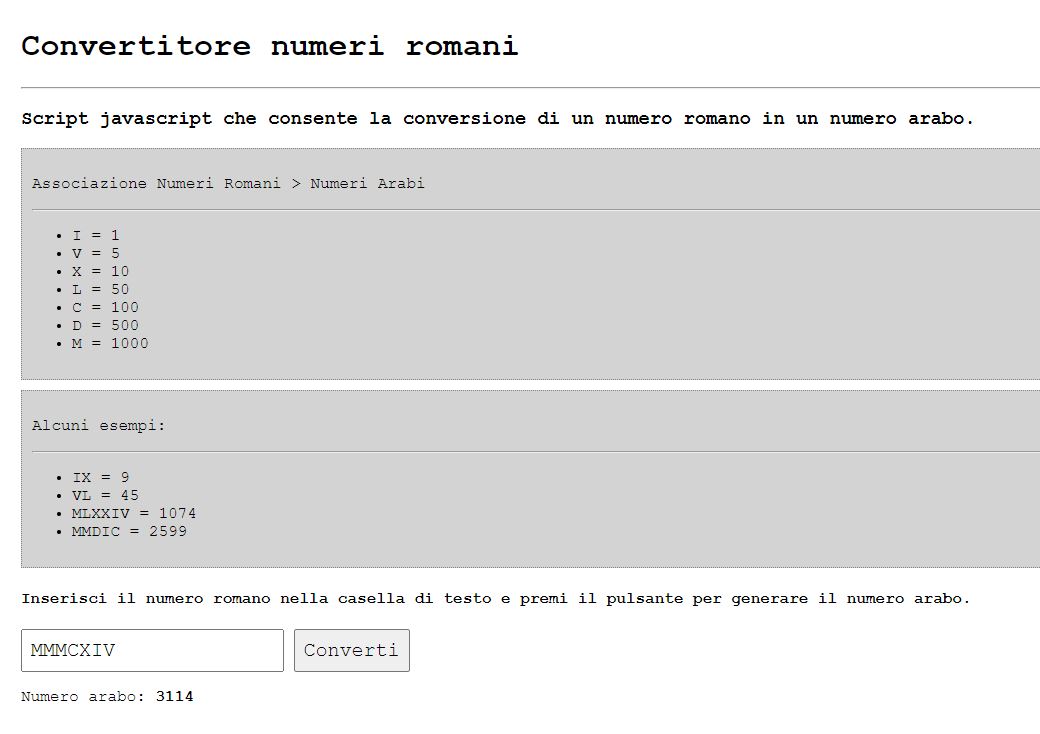 Convertitore numeri romani
Script javascript che consente la conversione di un numero romano in un numero arabo.
Associazione Numeri Romani > Numeri Arabi
• I = 1
• V = 5
• X = 10
• L = 50
• C = 100
• D = 500
• M = 1000
Alcuni esempi:
• IX = 9
• VL = 45
• MLXXIV = 1074
• MMDIC = 2599
Inserisci il numero romano nella casella di testo e premi il pulsante per generare il numero arabo.
MMMCXIV Converti
Numero arabo: 3114